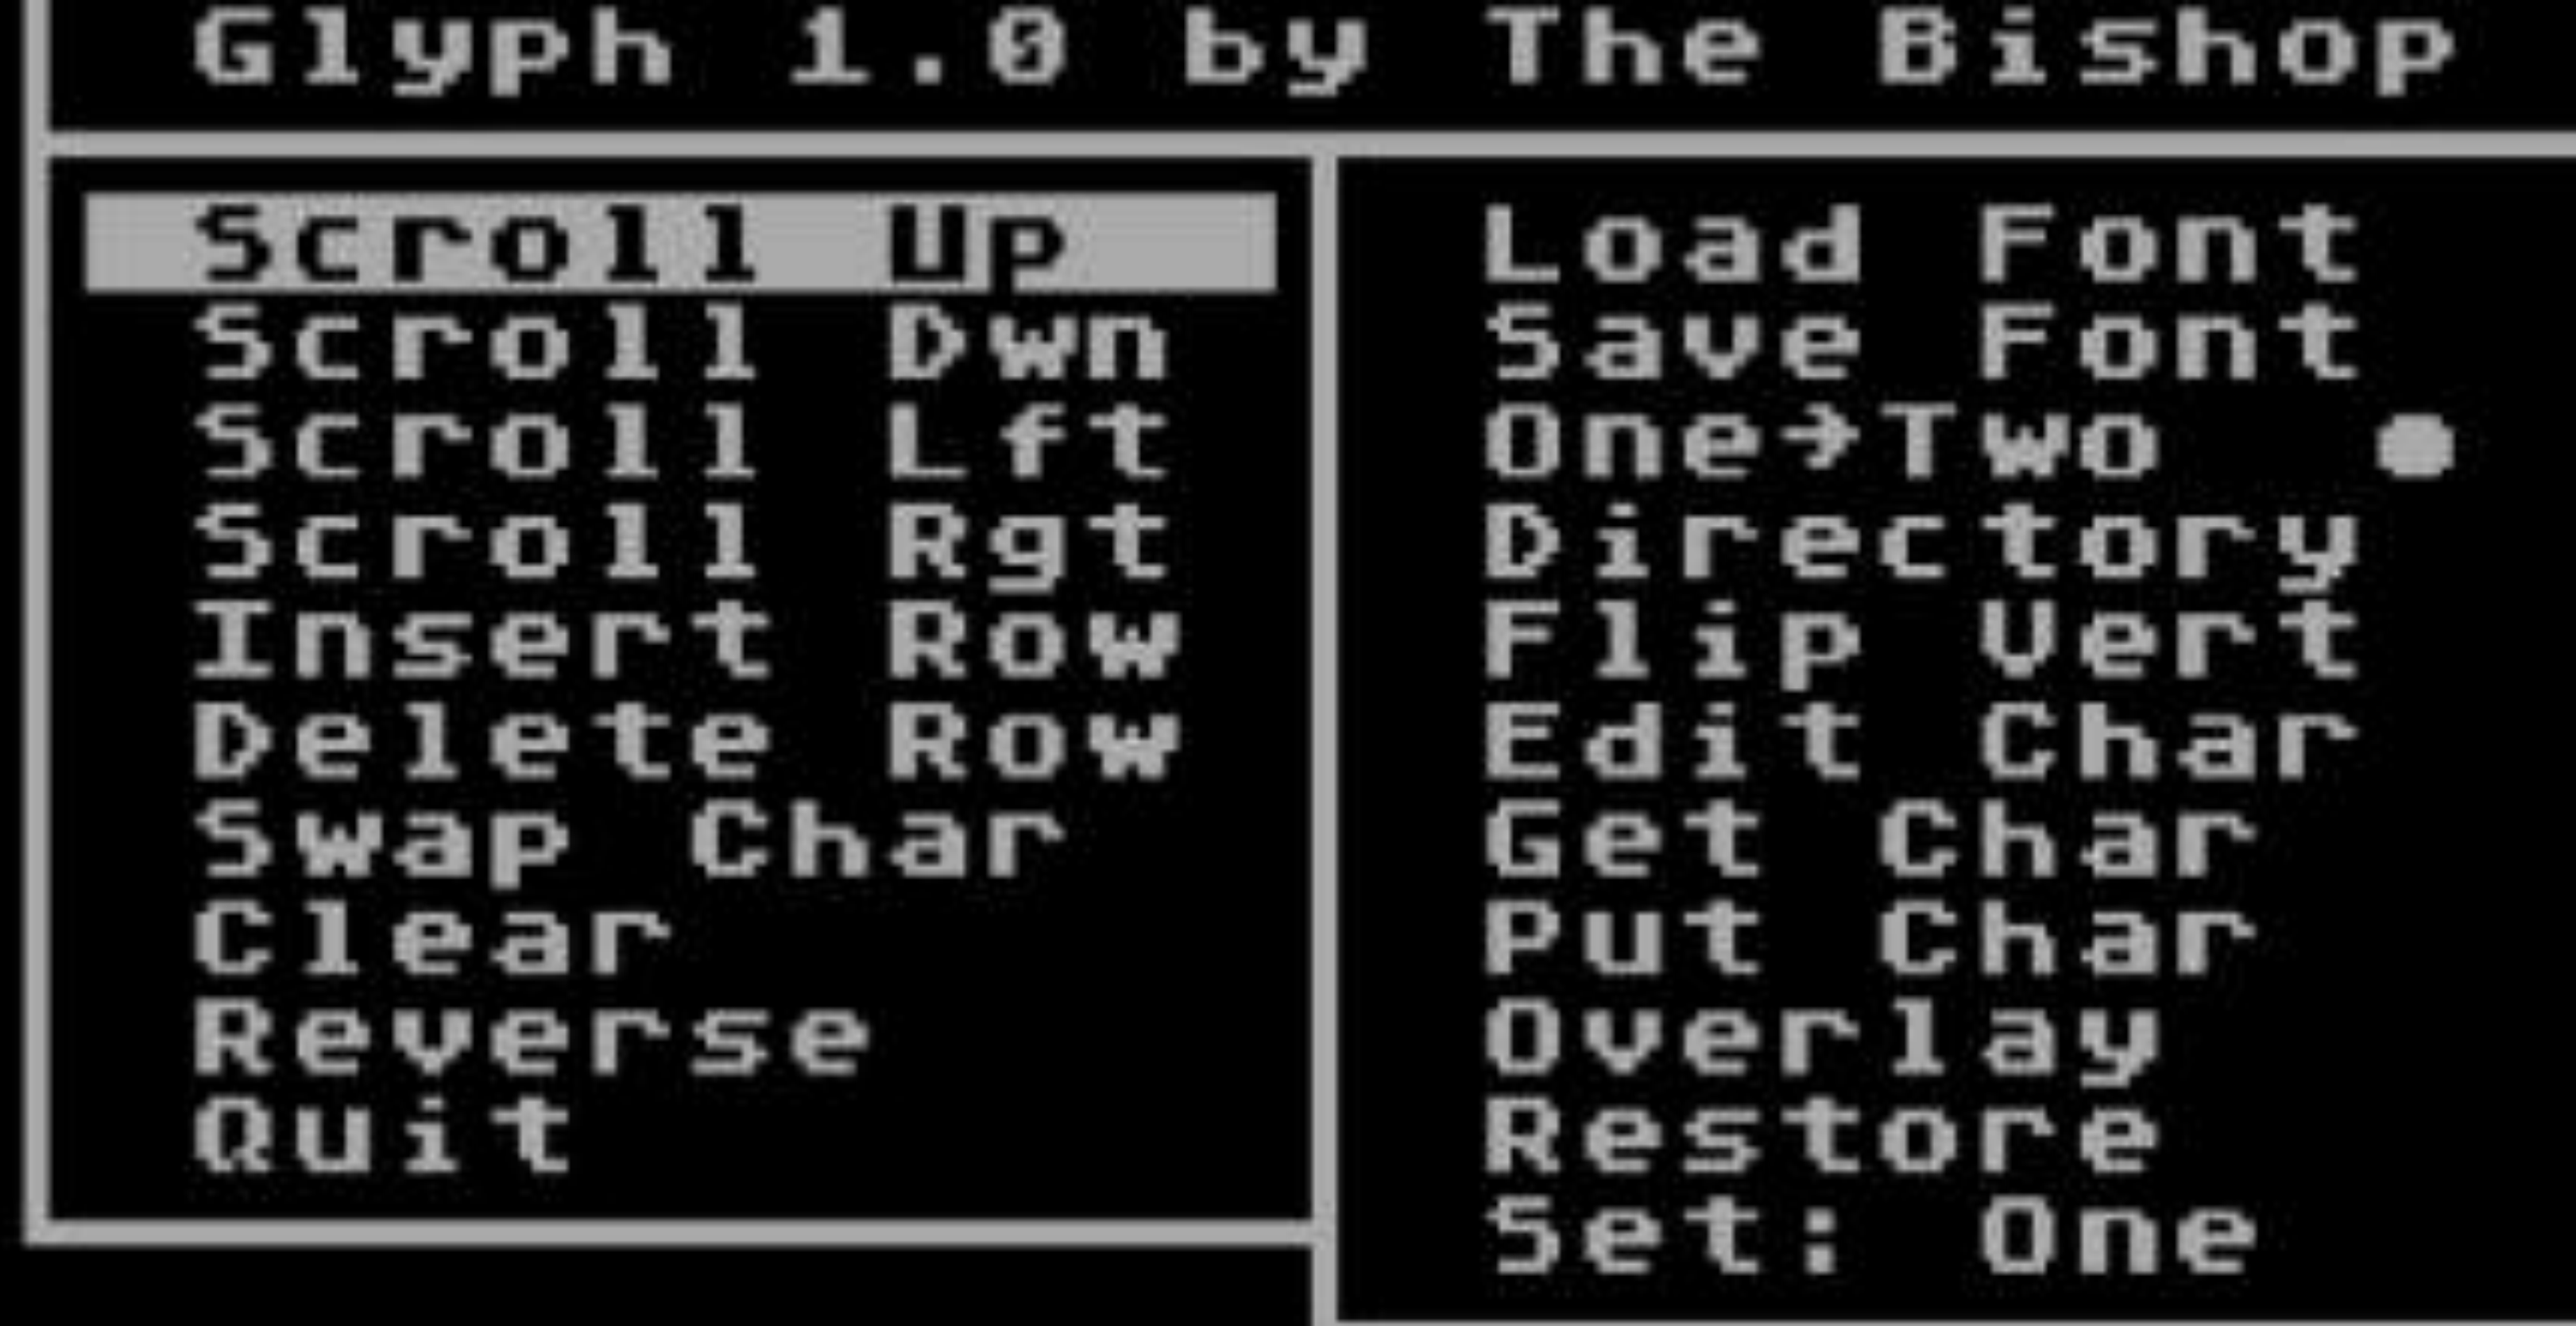 Glyph 1.0 by The Bishop
Scroll Up
Scroll Dwn
Scroll Lft
Scroll Rgt
Insert Row
Delete Row
Swap Char
Clear
Reverse
Quit
Load Font
Save Font
One→Two ●
Directory
Flip Vert
Edit Char
Get Char
Put Char
Overlay
Restore
Set: One